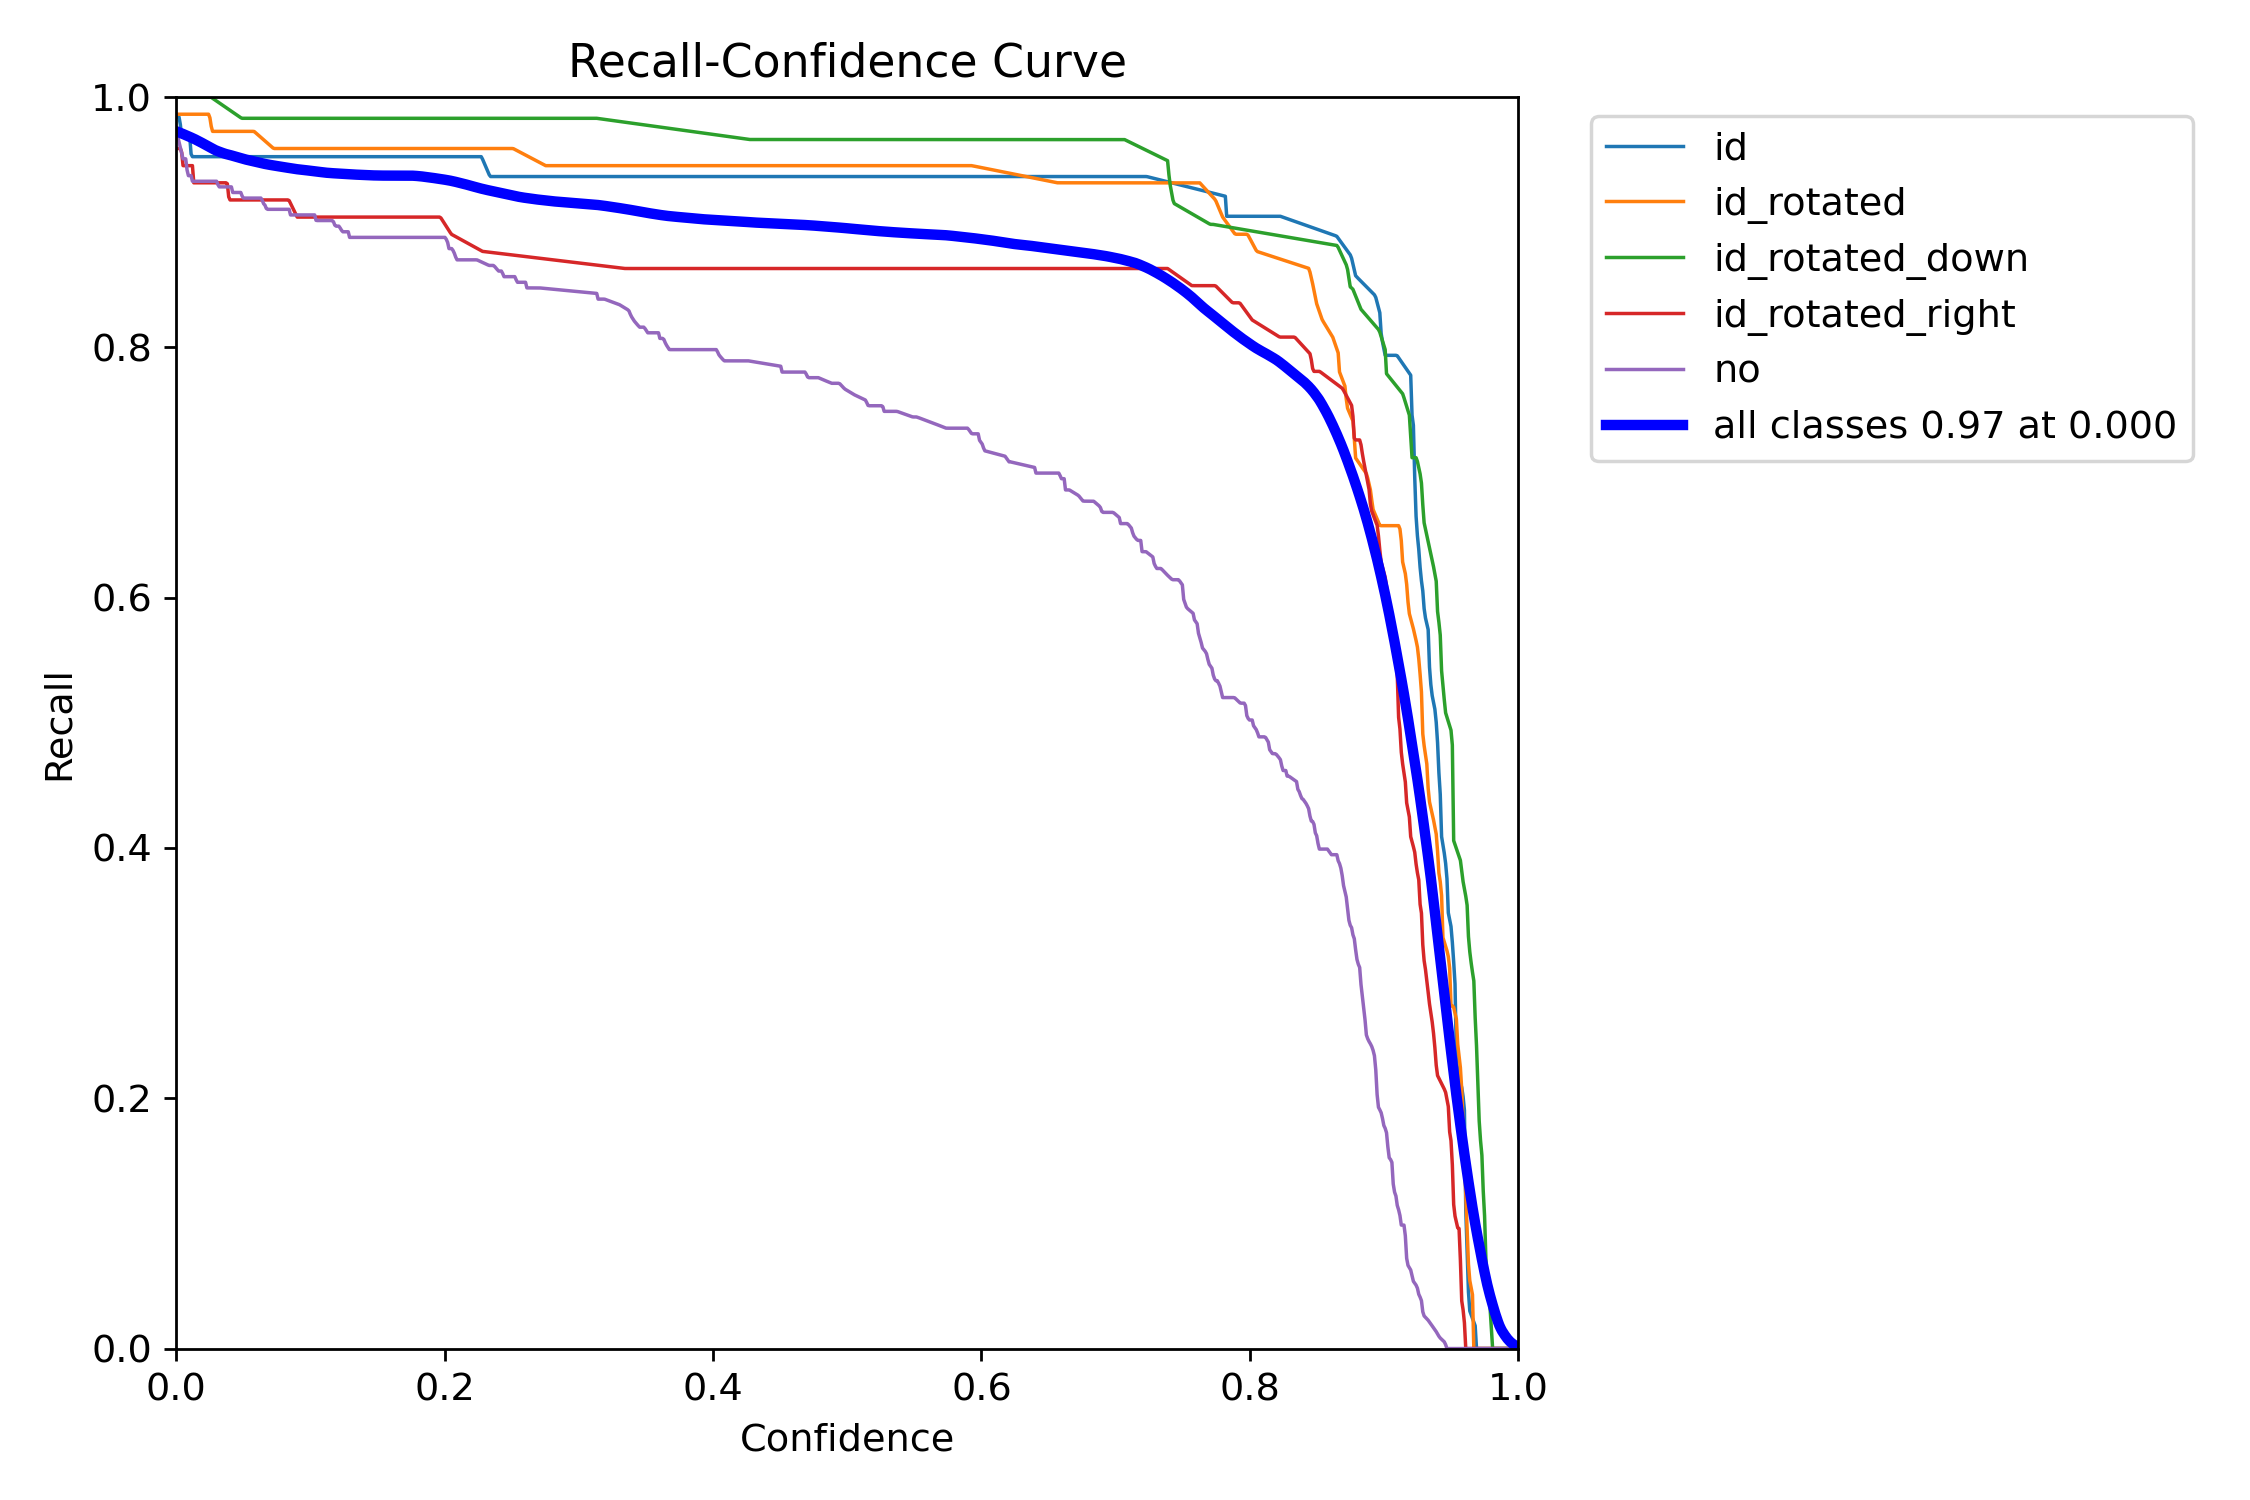 Recall-Confidence Curve
1.0
0.8
0.6
0.4
0.2
0.0
Recall
0.0 0.2 0.4 0.6 0.8 1.0
Confidence
id
id_rotated
id_rotated_down
id_rotated_right
no
all classes 0.97 at 0.000